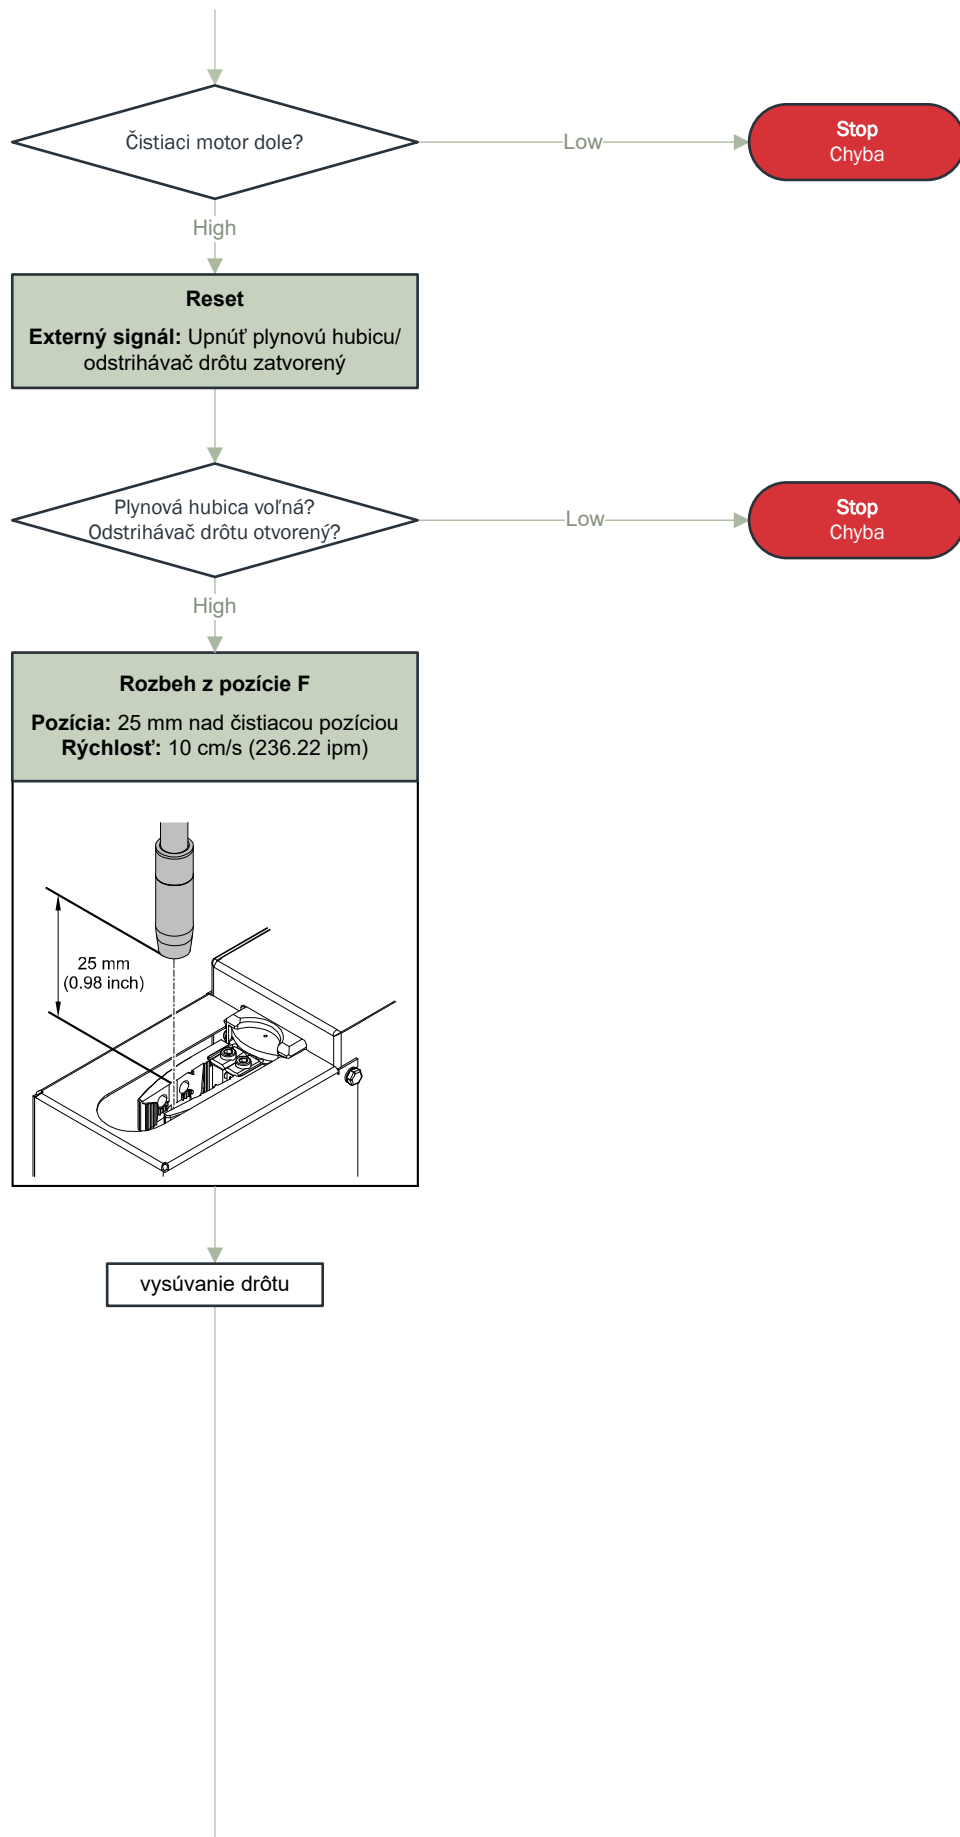 Čistiaci motor dole?
Low
Stop
Chyba
High
Reset
Externý signál: Upnúť plynovú hubicu/
odstrihávač drôtu zatvorený
Plynová hubica voľná?
Odstrihávač drôtu otvorený?
Low
Stop
Chyba
High
Rozbeh z pozície F
Pozícia: 25 mm nad čistiacou pozíciou
Rýchlosť: 10 cm/s (236.22 ipm)
25 mm
(0.98 inch)
vysúvanie drôtu